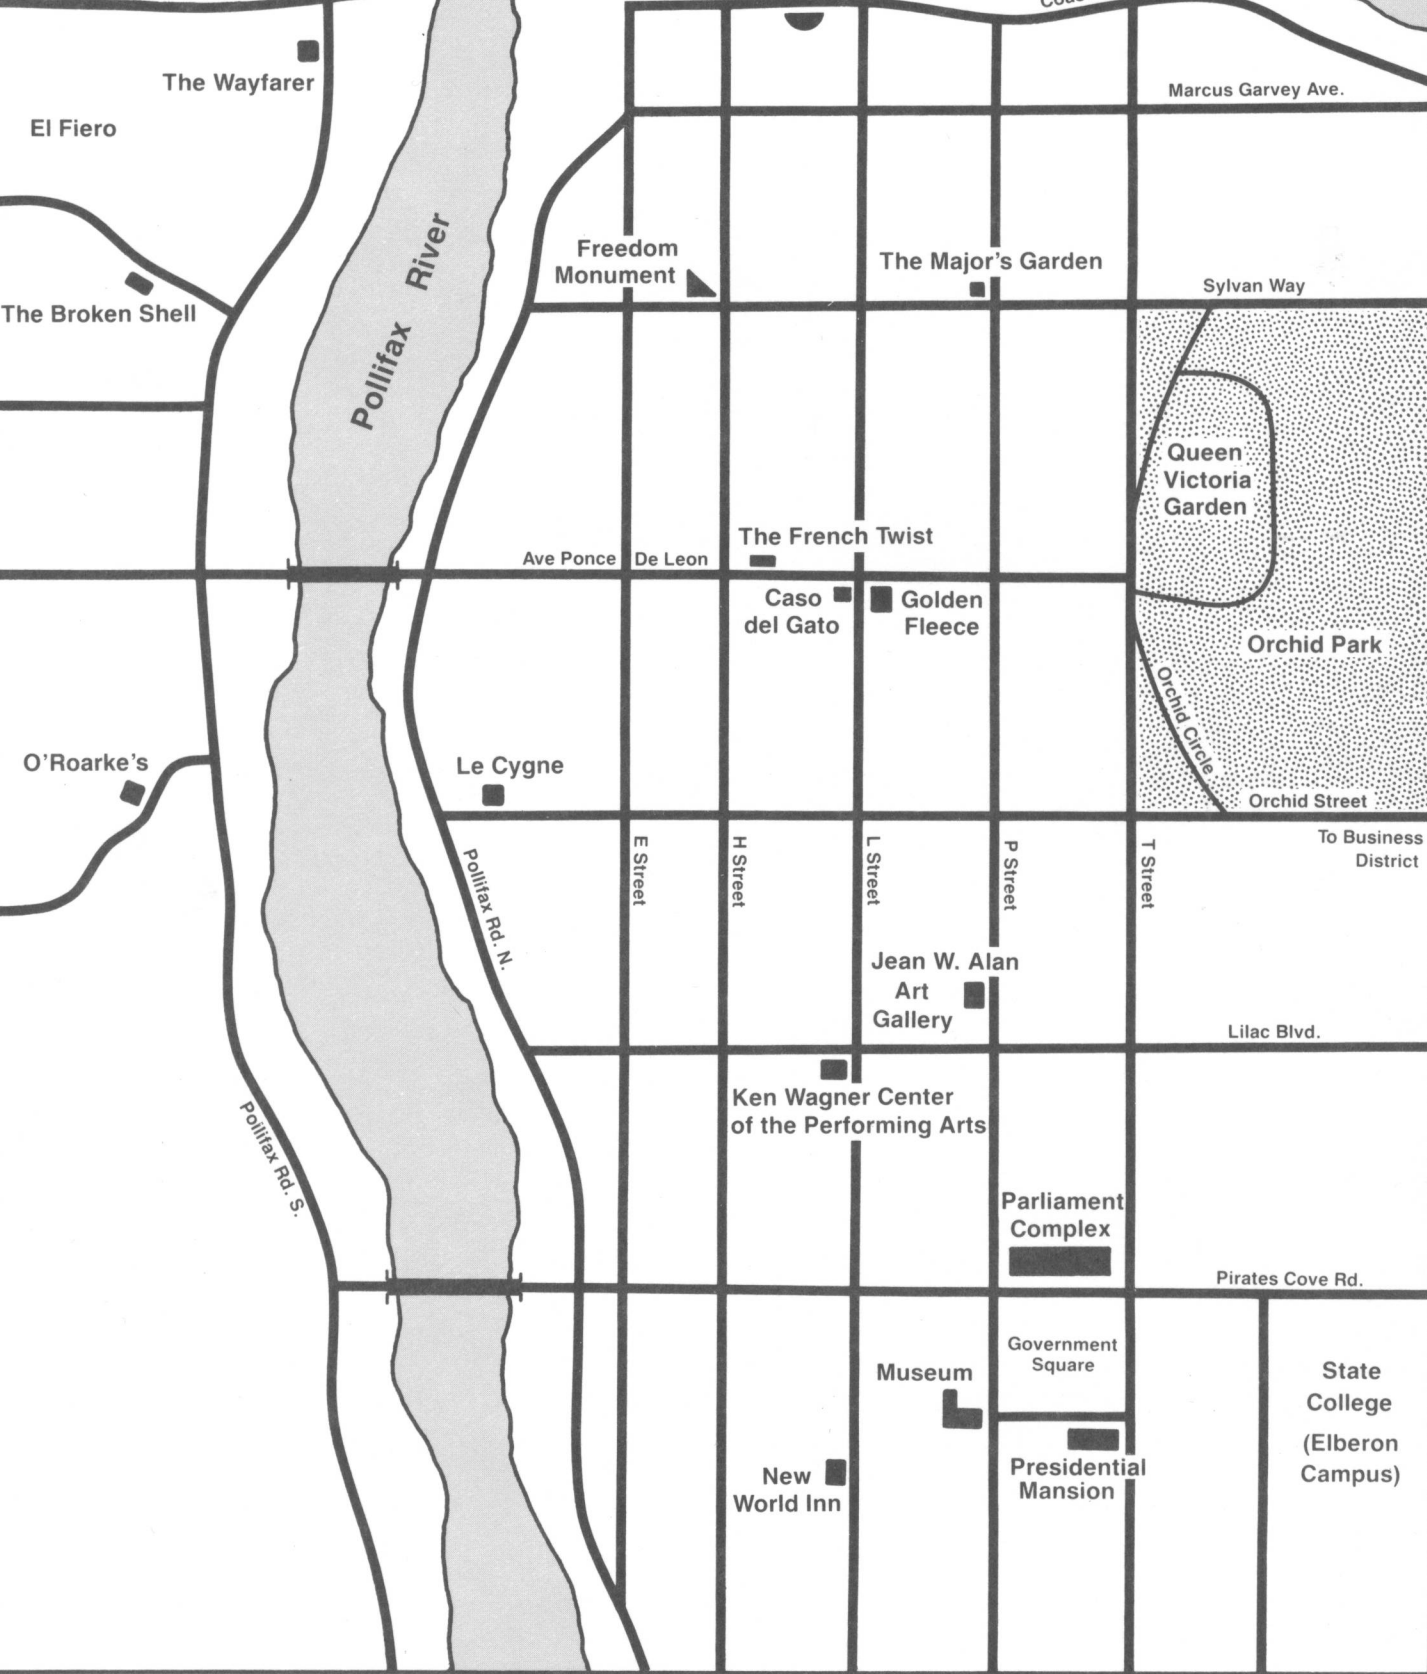 The Wayfarer
El Fiero
Marcus Garvey Ave.
Pollifax River
Freedom
Monument
The Major's Garden
Sylvan Way
The Broken Shell
Queen
Victoria
Garden
The French Twist
Ave Ponce De Leon
Caso
del Gato
Golden
Fleece
Orchid Park
Orchid Circle
O'Roarke's
Le Cygne
Orchid Street
To Business
District
E Street
H Street
L Street
P Street
T Street
Pollifax Rd. N.
Jean W. Alan
Art
Gallery
Lilac Blvd.
Ken Wagner Center
of the Performing Arts
Pollifax Rd. S.
Parliament
Complex
Pirates Cove Rd.
Government
Square
Museum
State
College
(Elberon
Campus)
New
World Inn
Presidential
Mansion